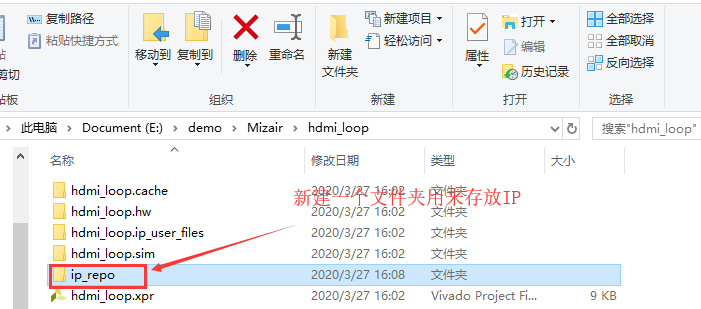 复制路径
粘贴快捷方式
剪切
贴板
移动到
复制到
删除
重命名
组织
新建
文件夹
新建项目
轻松访问
新建
属性
打开
编辑
历史记录
打开
全部选择
全部取消
反向选择
选择
此电脑 > Document (E:) > demo > Mizair > hdmi_loop
搜索"hdmi_loop"
名称 修改日期 类型 大小
hdmi_loop.cache 2020/3/27 16:02 文件夹
新建一个文件夹用来存放IP
hdmi_loop.hw 2020/3/27 16:02 文件夹
hdmi_loop.ip_user_files 2020/3/27 16:02 文件夹
hdmi_loop.sim 2020/3/27 16:02 文件夹
ip_repo 2020/3/27 16:08 文件夹
hdmi_loop.xpr 2020/3/27 16:02 Vivado Project Fi... 9 KB